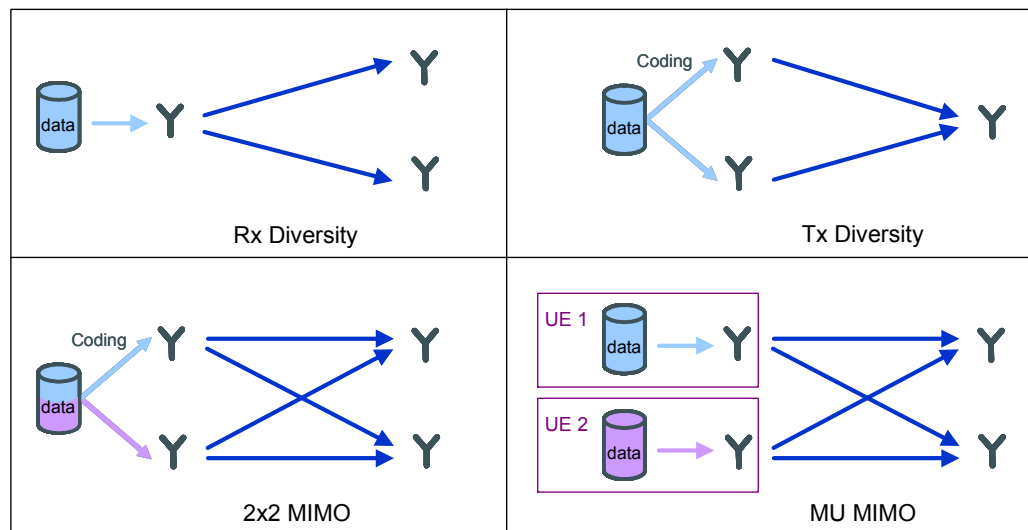 data
Rx Diversity
Coding
data
Tx Diversity
Coding
data
2x2 MIMO
UE 1
data
UE 2
data
MU MIMO